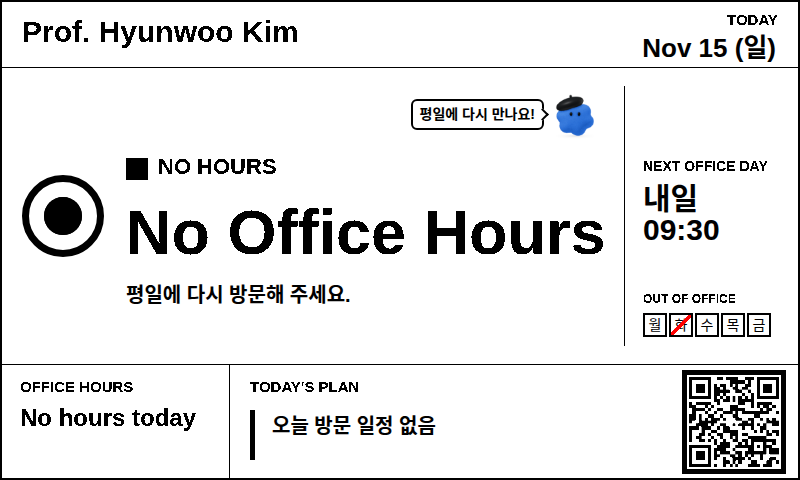 Prof. Hyunwoo Kim
TODAY
Nov 15 (일)
평일에 다시 만나요!
NO HOURS
No Office Hours
평일에 다시 방문해 주세요.
NEXT OFFICE DAY
내일
09:30
OUT OF OFFICE
월 화 수 목 금
OFFICE HOURS
No hours today
TODAY'S PLAN
오늘 방문 일정 없음